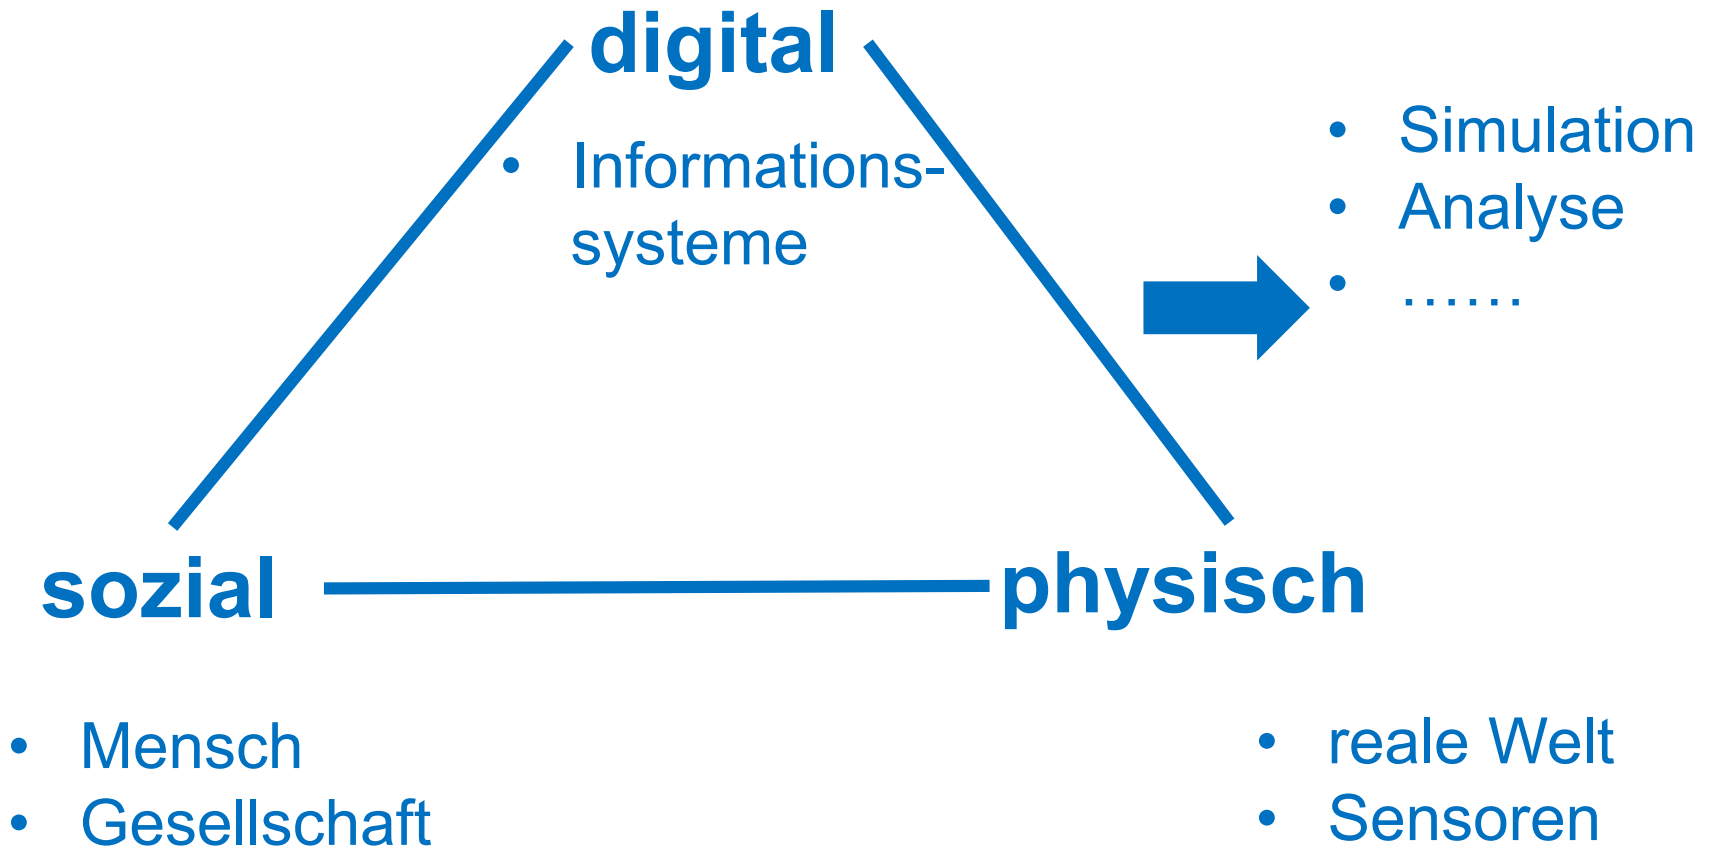 digital
• Informations-
systeme
• Simulation
• Analyse
• ……
sozial
physisch
• Mensch
• Gesellschaft
• reale Welt
• Sensoren